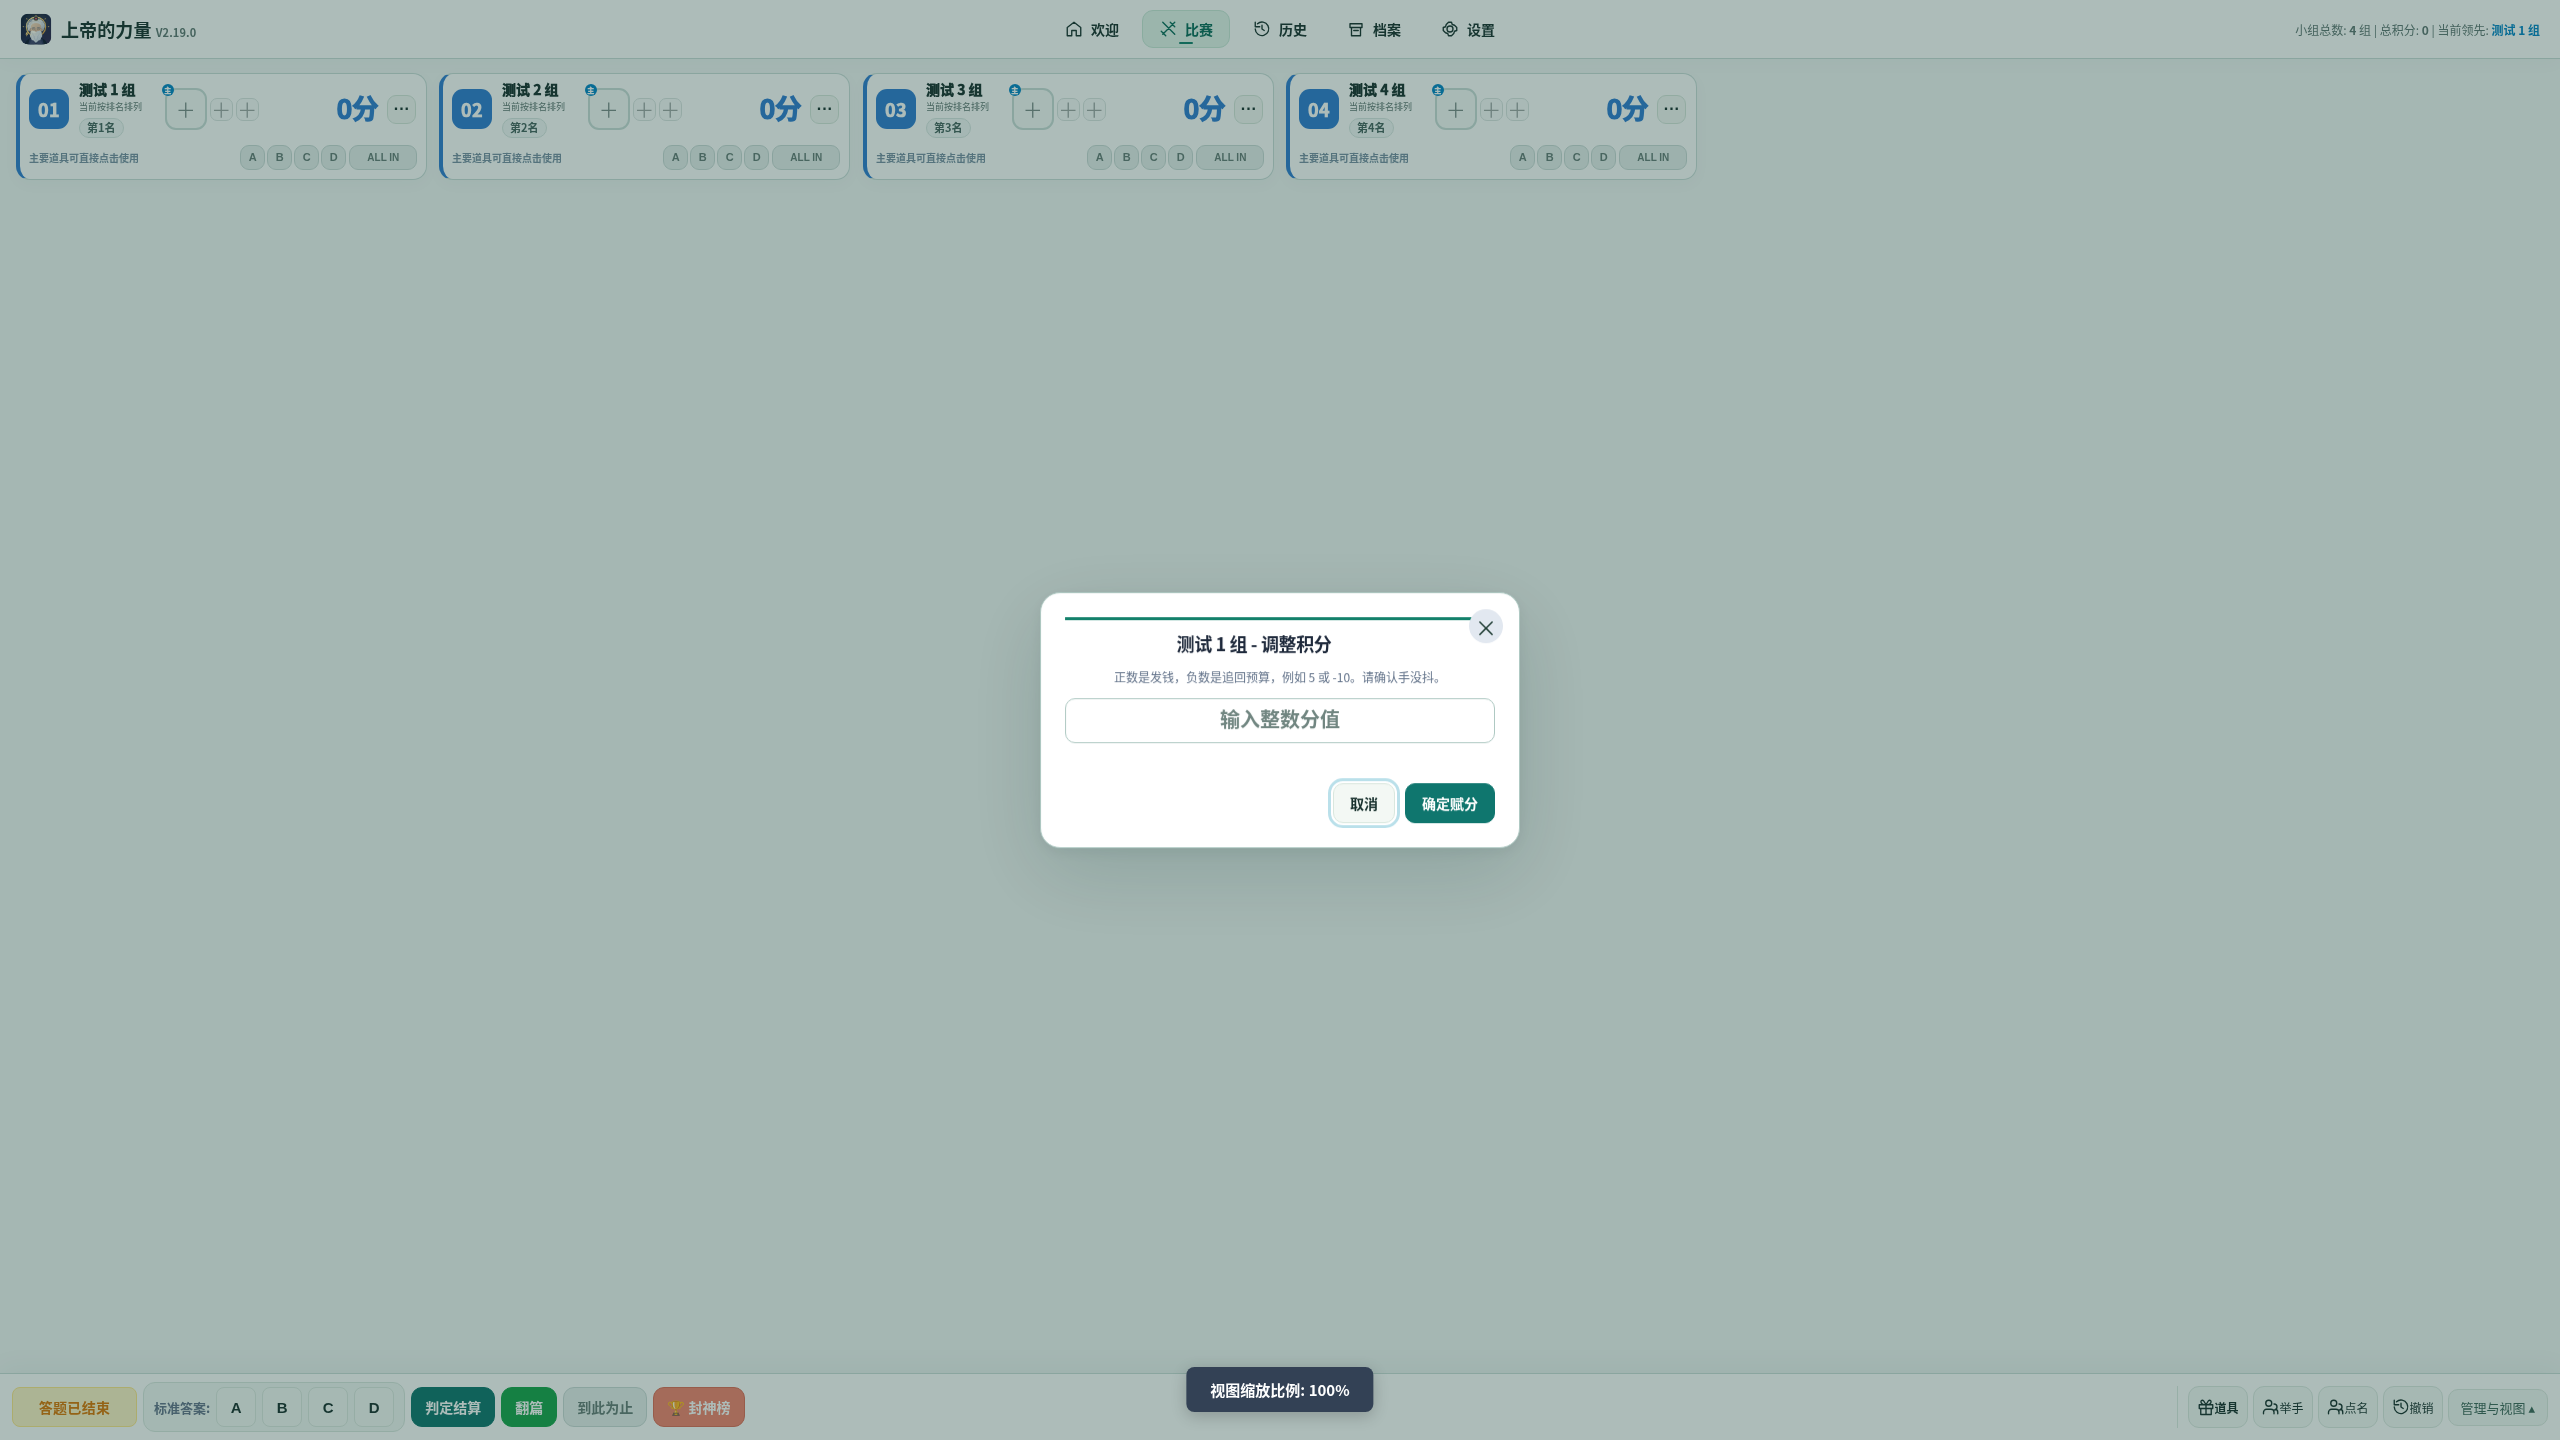 上帝的力量 V2.19.0
欢迎
比赛
历史
档案
设置
小组总数: 4 组 | 总积分: 0 | 当前领先: 测试 1 组
01
测试 1 组
当前按排名排列
第1名
主
0分
主要道具可直接点击使用
A B C D ALL IN
02
测试 2 组
当前按排名排列
第2名
主
0分
主要道具可直接点击使用
A B C D ALL IN
03
测试 3 组
当前按排名排列
第3名
主
0分
主要道具可直接点击使用
A B C D ALL IN
04
测试 4 组
当前按排名排列
第4名
主
0分
主要道具可直接点击使用
A B C D ALL IN
测试 1 组 - 调整积分
正数是发钱，负数是追回预算，例如 5 或 -10。请确认手没抖。
输入整数分值
取消
确定赋分
视图缩放比例: 100%
答题已结束
标准答案: A B C D
判定结算
翻篇
到此为止
封神榜
道具
举手
点名
撤销
管理与视图 ▴